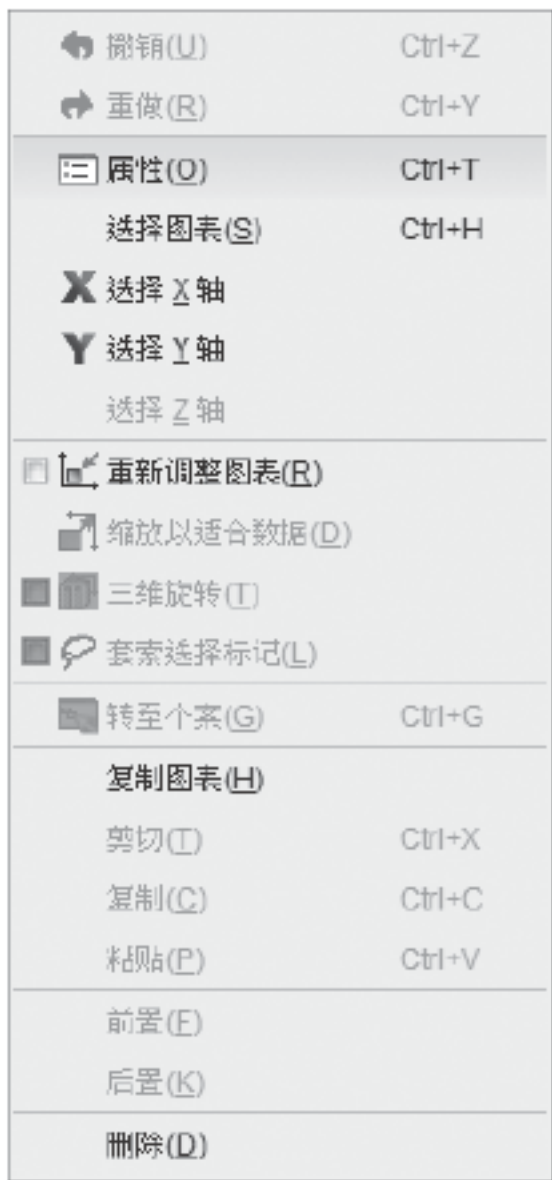 撤销(U) Ctrl+Z
重做(R) Ctrl+Y
属性(O) Ctrl+T
选择图表(S) Ctrl+H
X 选择 X 轴
Y 选择 Y 轴
选择 Z 轴
重新调整图表(R)
缩放以适合数据(D)
三维旋转(T)
套索选择标记(L)
转至个案(G) Ctrl+G
复制图表(H)
剪切(T) Ctrl+X
复制(C) Ctrl+C
粘贴(P) Ctrl+V
前置(F)
后置(K)
删除(D)